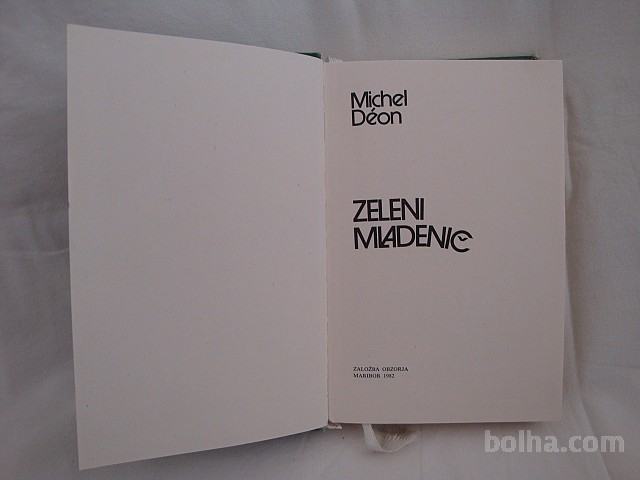 Michel
Déon
ZELENI
MLADENIČ
ZALOŽBA OBZORJA
MARIBOR 1982
bolha.com